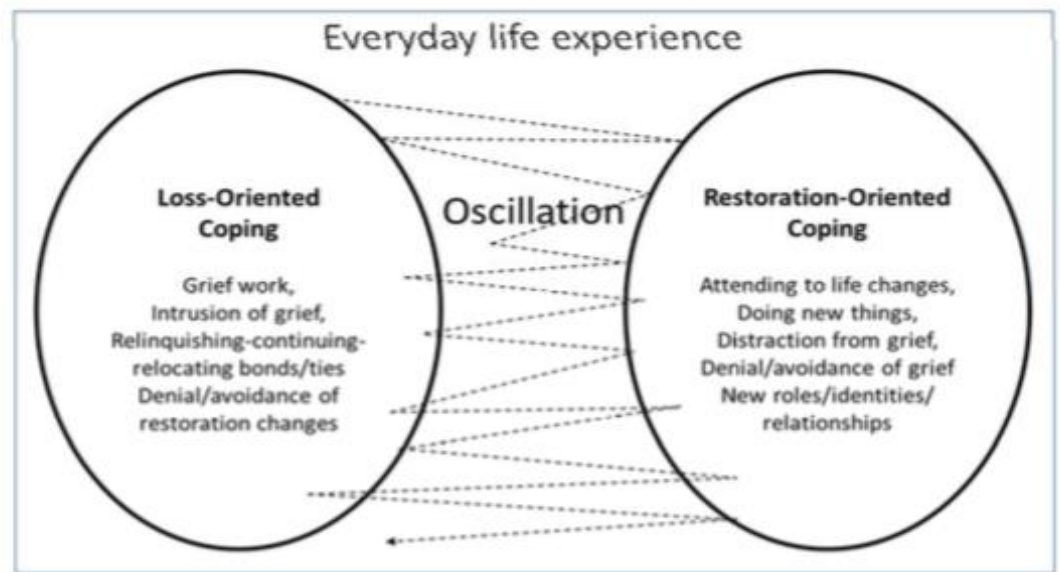 Everyday life experience
Loss-Oriented
Coping
Grief work,
Intrusion of grief,
Relinquishing-continuing-
relocating bonds/ties
Denial/avoidance of
restoration changes
Oscillation
Restoration-Oriented
Coping
Attending to life changes,
Doing new things,
Distraction from grief,
Denial/avoidance of grief
New roles/identities/
relationships